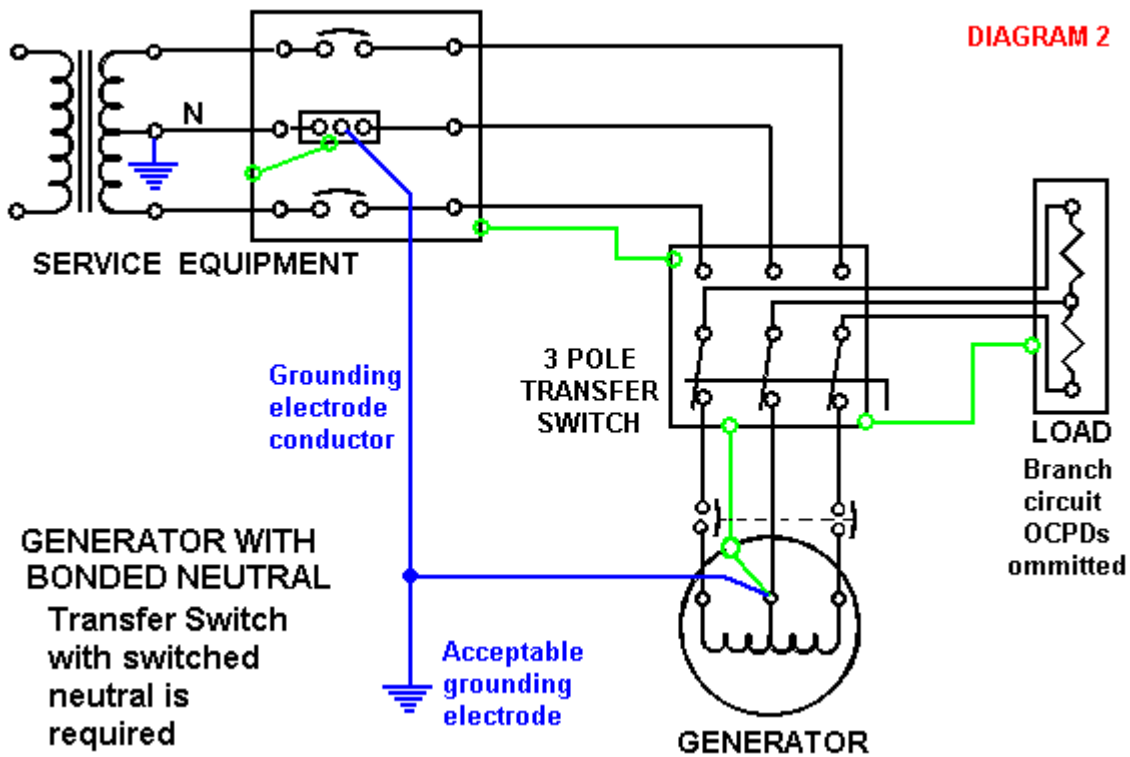 DIAGRAM 2
N
SERVICE EQUIPMENT
3 POLE
TRANSFER
SWITCH
Grounding
electrode
conductor
LOAD
Branch
circuit
OCPDs
ommitted
GENERATOR WITH
BONDED NEUTRAL
Transfer Switch
with switched
neutral is
required
Acceptable
grounding
electrode
GENERATOR